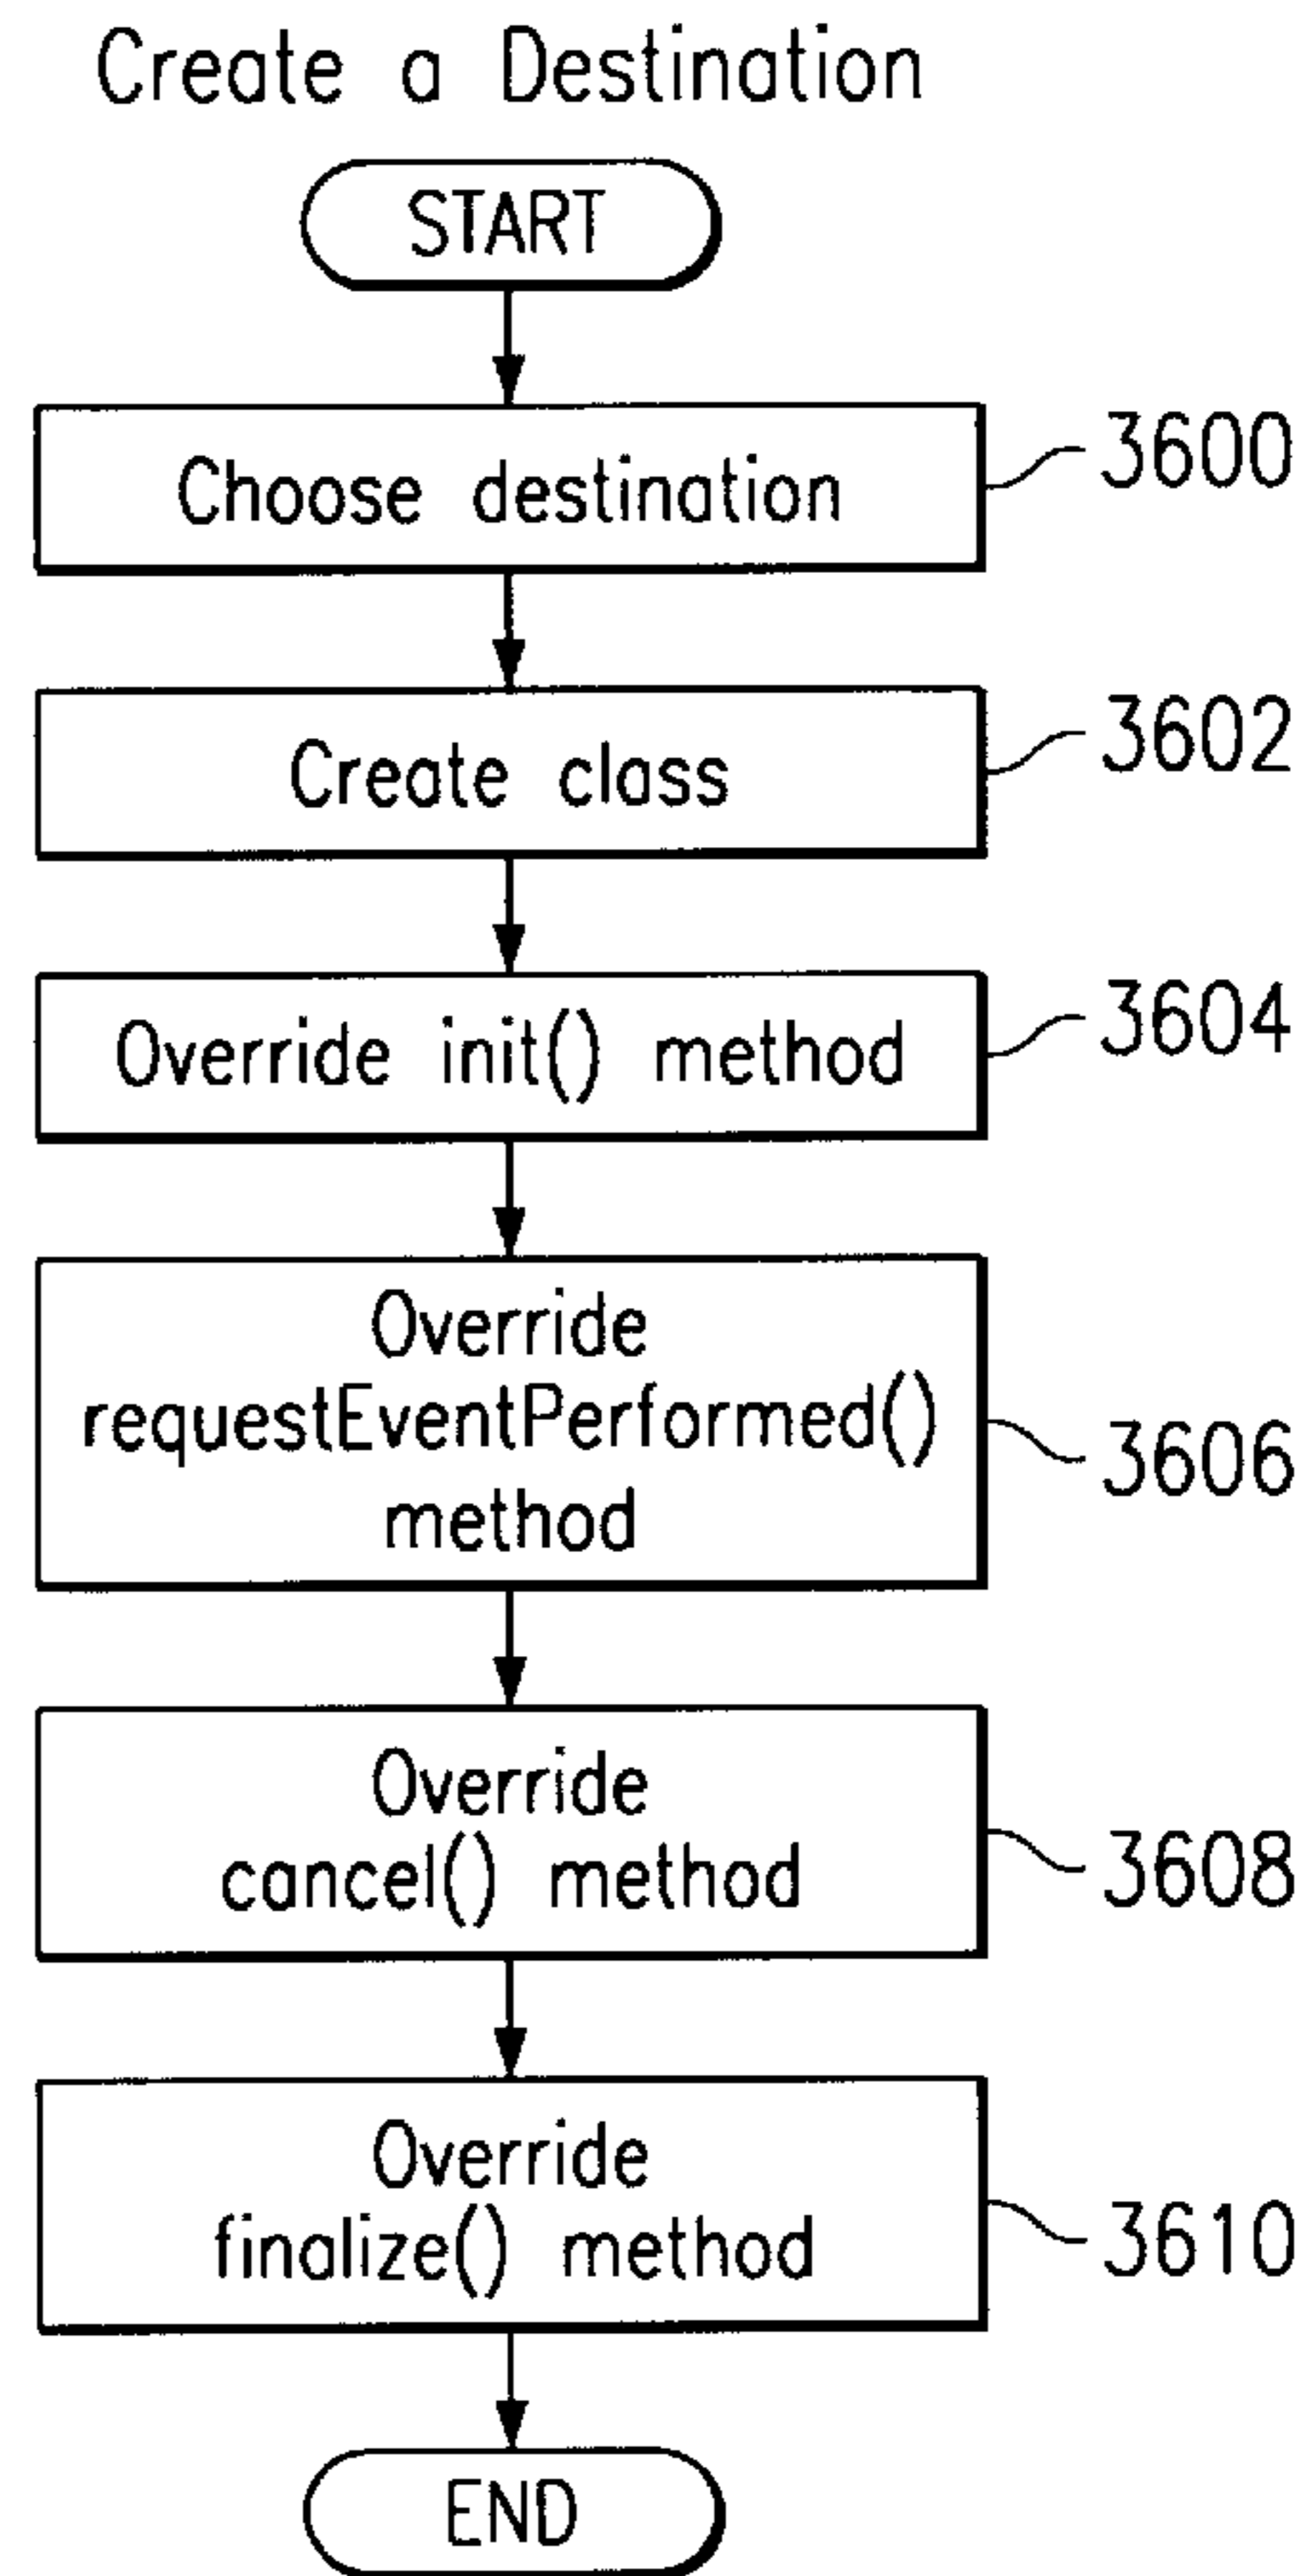 Create a Destination
START
Choose destination
3600
Create class
3602
Override init() method
3604
Override
requestEventPerformed()
method
3606
Override
cancel() method
3608
Override
finalize() method
3610
END